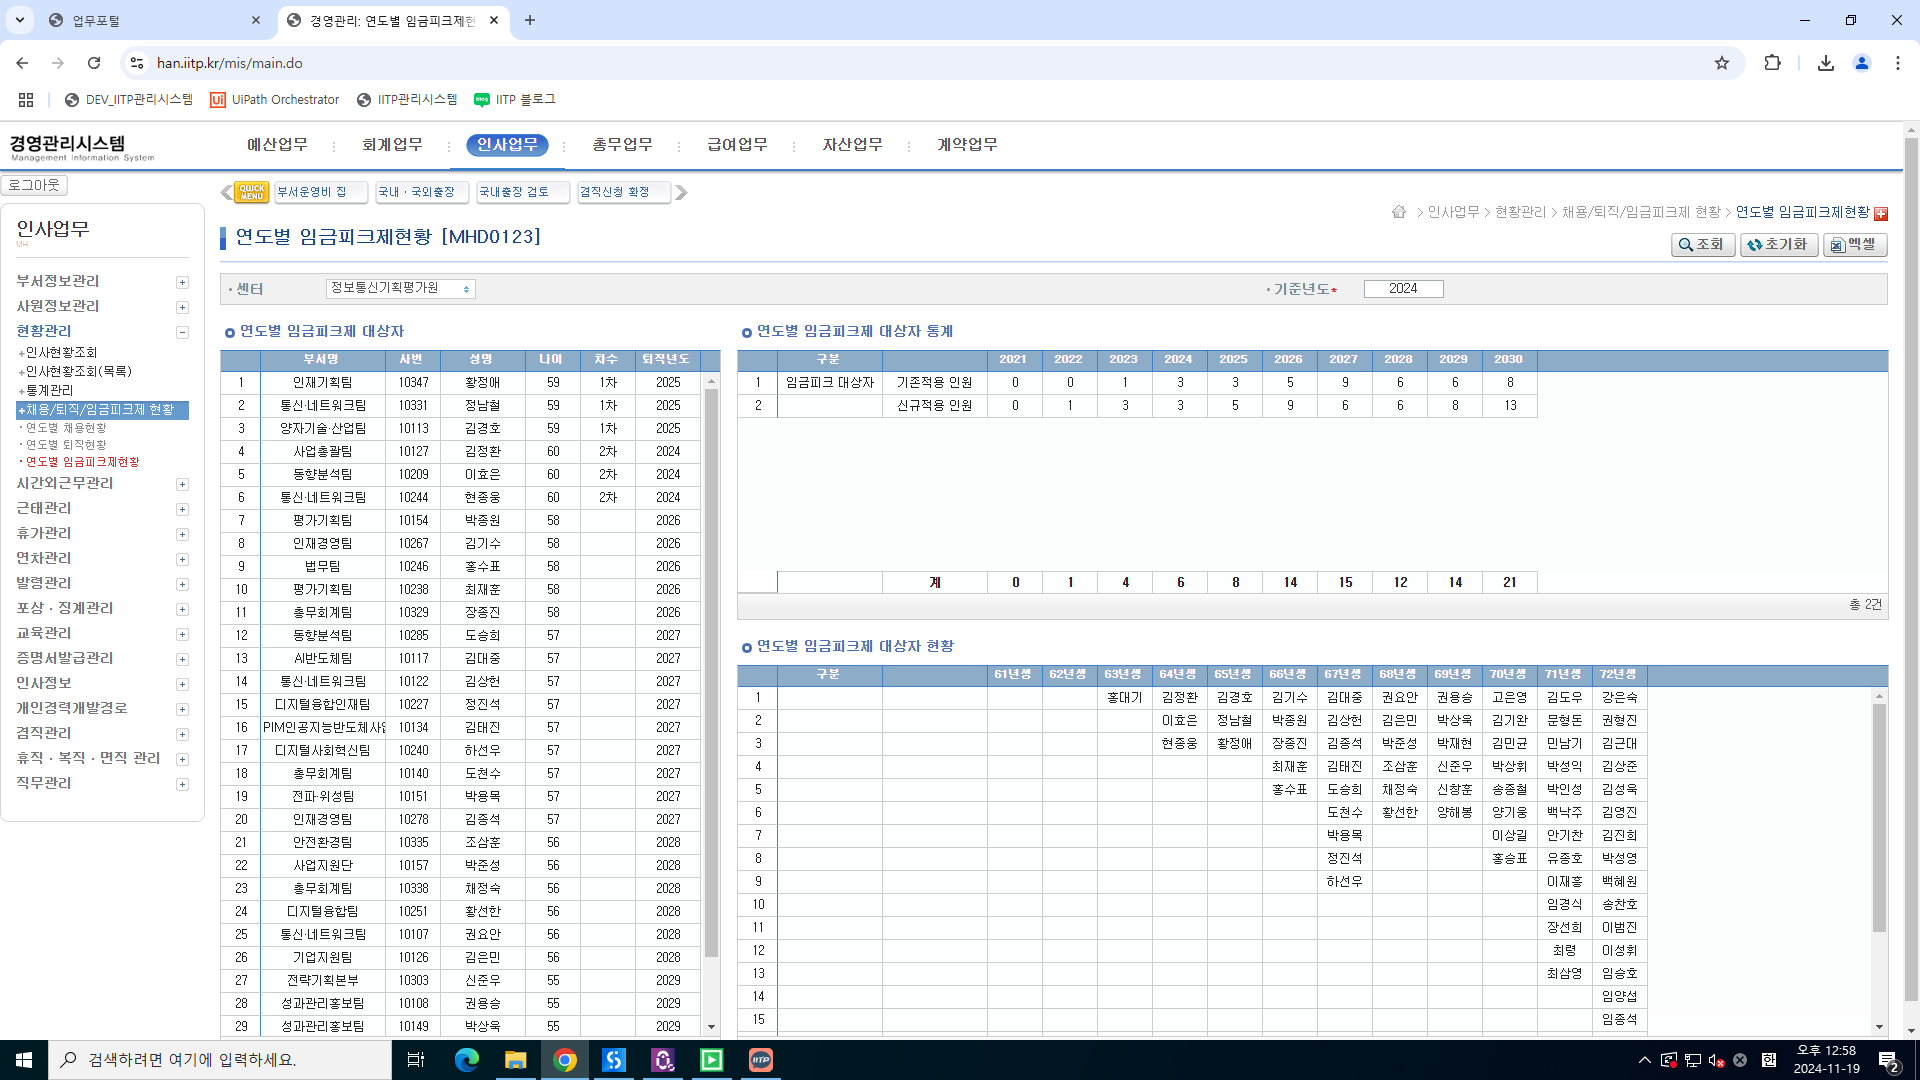 업무포털
경영관리: 연도별 임금피크제현
han.iitp.kr/mis/main.do
DEV_IITP관리시스템
UiPath Orchestrator
IITP관리시스템
IITP 블로그
경영관리시스템
Management Information System
예산업무 회계업무 인사업무 총무업무 급여업무 자산업무 계약업무
로그아웃
QUICK MENU 부서운영비 집 국내ㆍ국외출장 국내출장 검토 겸직신청 확정
> 인사업무 > 현황관리 > 채용/퇴직/임금피크제 현황 > 연도별 임금피크제현황
인사업무
MH
부서정보관리
사원정보관리
현황관리
+인사현황조회
+인사현황조회(목록)
+통계관리
+채용/퇴직/임금피크제 현황
· 연도별 채용현황
· 연도별 퇴직현황
· 연도별 임금피크제현황
시간외근무관리
근태관리
휴가관리
연차관리
발령관리
포상ㆍ징계관리
교육관리
증명서발급관리
인사정보
개인경력개발경로
겸직관리
휴직ㆍ복직ㆍ면직 관리
직무관리
연도별 임금피크제현황 [MHD0123]
조회 초기화 엑셀
· 센터 정보통신기획평가원 · 기준년도* 2024
연도별 임금피크제 대상자
부서명 사번 성명 나이 차수 퇴직년도
1 인재기획팀 10347 황정애 59 1차 2025
2 통신·네트워크팀 10331 정남철 59 1차 2025
3 양자기술·산업팀 10113 김경호 59 1차 2025
4 사업총괄팀 10127 김정환 60 2차 2024
5 동향분석팀 10209 이효은 60 2차 2024
6 통신·네트워크팀 10244 현종웅 60 2차 2024
7 평가기획팀 10154 박종원 58 2026
8 인재경영팀 10267 김기수 58 2026
9 법무팀 10246 홍수표 58 2026
10 평가기획팀 10238 최재훈 58 2026
11 총무회계팀 10329 장종진 58 2026
12 동향분석팀 10285 도승희 57 2027
13 AI반도체팀 10117 김대중 57 2027
14 통신·네트워크팀 10122 김상헌 57 2027
15 디지털융합인재팀 10227 정진석 57 2027
16 PIM인공지능반도체사업 10134 김태진 57 2027
17 디지털사회혁신팀 10240 하선우 57 2027
18 총무회계팀 10140 도천수 57 2027
19 전파·위성팀 10151 박용목 57 2027
20 인재경영팀 10278 김종석 57 2027
21 안전환경팀 10335 조삼훈 56 2028
22 사업지원단 10157 박준성 56 2028
23 총무회계팀 10338 채정숙 56 2028
24 디지털융합팀 10251 황선한 56 2028
25 통신·네트워크팀 10107 권요안 56 2028
26 기업지원팀 10126 김은민 56 2028
27 전략기획본부 10303 신준우 55 2029
28 성과관리홍보팀 10108 권용승 55 2029
29 성과관리홍보팀 10149 박상욱 55 2029
연도별 임금피크제 대상자 통계
구분 2021 2022 2023 2024 2025 2026 2027 2028 2029 2030
1 임금피크 대상자 기존적용 인원 0 0 1 3 3 5 9 6 6 8
2 신규적용 인원 0 1 3 3 5 9 6 6 8 13
계 0 1 4 6 8 14 15 12 14 21
총 2건
연도별 임금피크제 대상자 현황
구분 61년생 62년생 63년생 64년생 65년생 66년생 67년생 68년생 69년생 70년생 71년생 72년생
1 홍대기 김정환 김경호 김기수 김대중 권요안 권용승 고은영 김도우 강은숙
2 이효은 정남철 박종원 김상헌 김은민 박상욱 김기완 문형돈 권형진
3 현종웅 황정애 장종진 김종석 박준성 박재현 김민균 민남기 김근대
4 최재훈 김태진 조삼훈 신준우 박상휘 박성익 김상준
5 홍수표 도승희 채정숙 신창훈 송종철 박인성 김성욱
6 도천수 황선한 양해봉 양기웅 백낙주 김영진
7 박용목 이상길 안기찬 김진희
8 정진석 홍승표 유종호 박성영
9 하선우 이재홍 백혜원
10 임경식 송찬호
11 장선희 이범진
12 최령 이성휘
13 최삼영 임승호
14 임양섭
15 임종석
검색하려면 여기에 입력하세요.
IITP
한
오후 12:58
2024-11-19
2